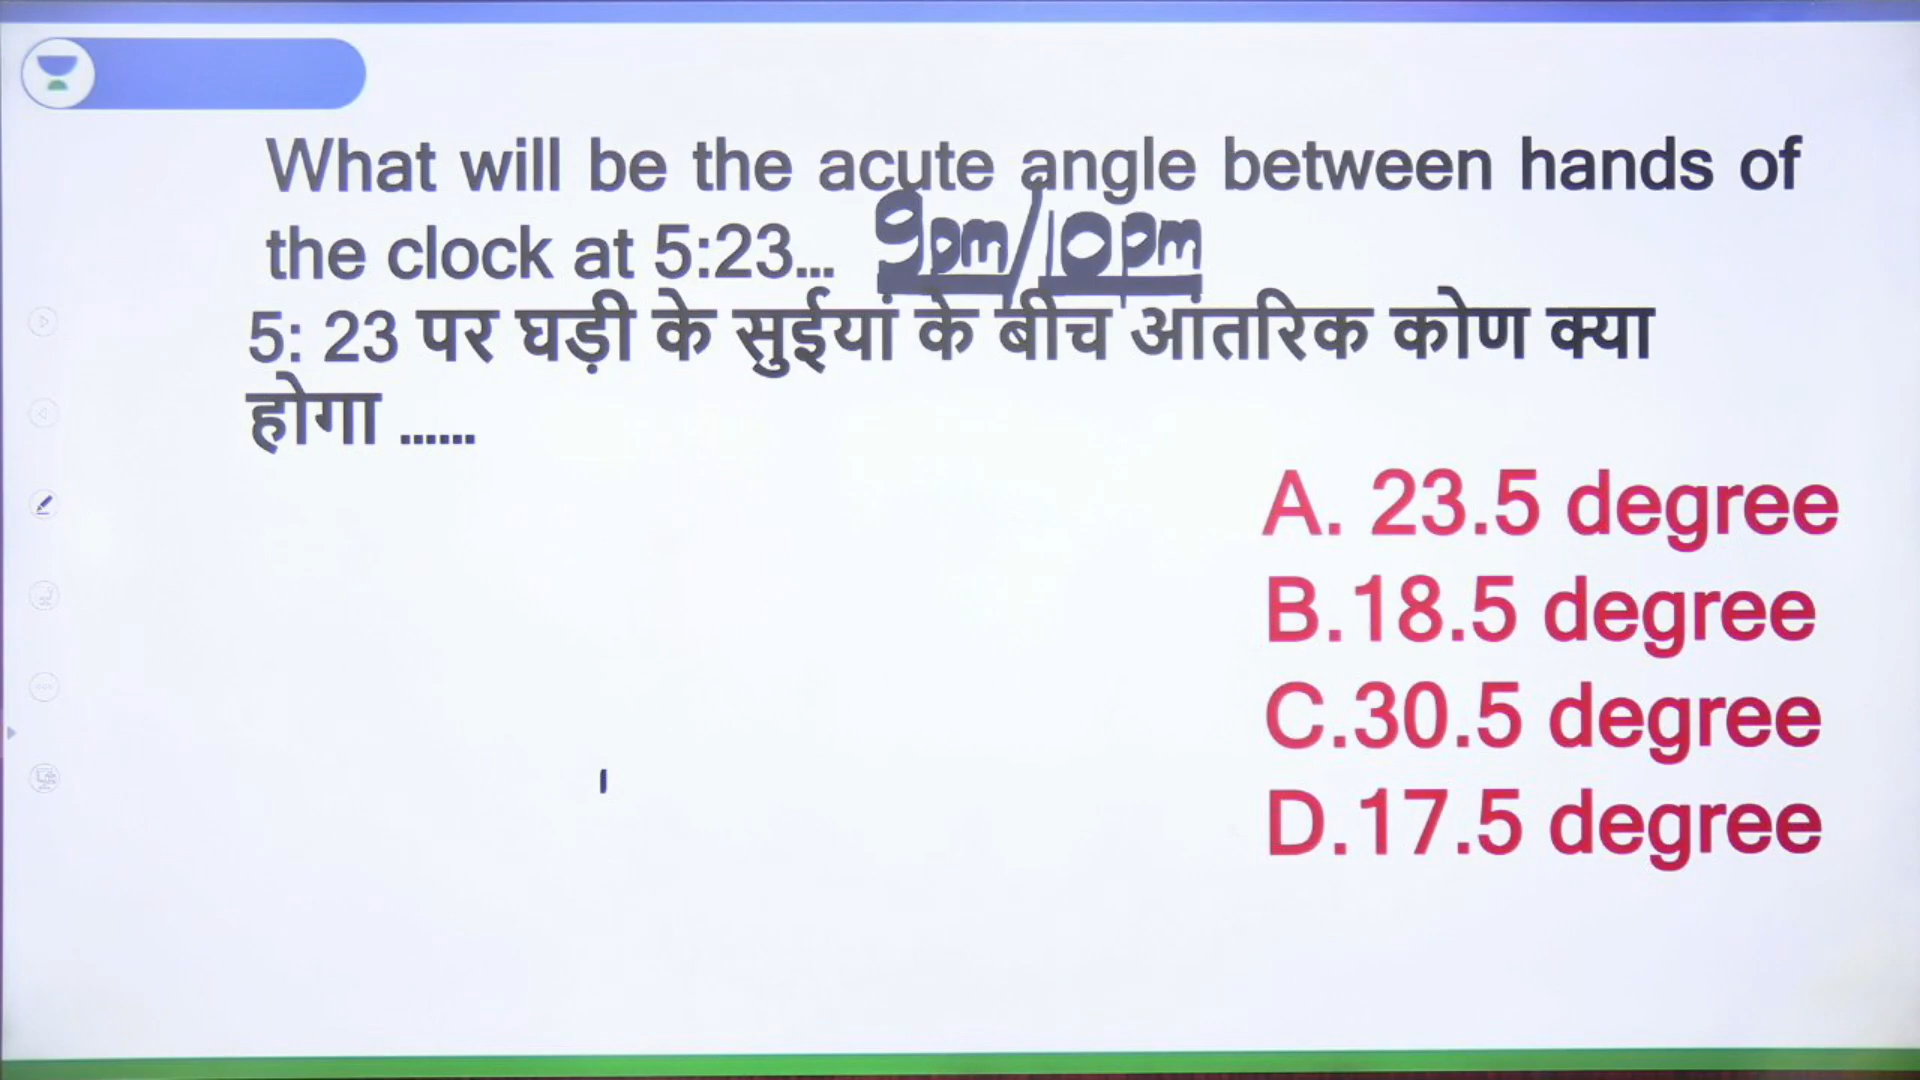 What will be the acute angle between hands of
the clock at 5:23... 9pm/10pm
5: 23 पर घड़ी के सुईयां के बीच आंतरिक कोण क्या
होगा ......
A. 23.5 degree
B.18.5 degree
C.30.5 degree
D.17.5 degree